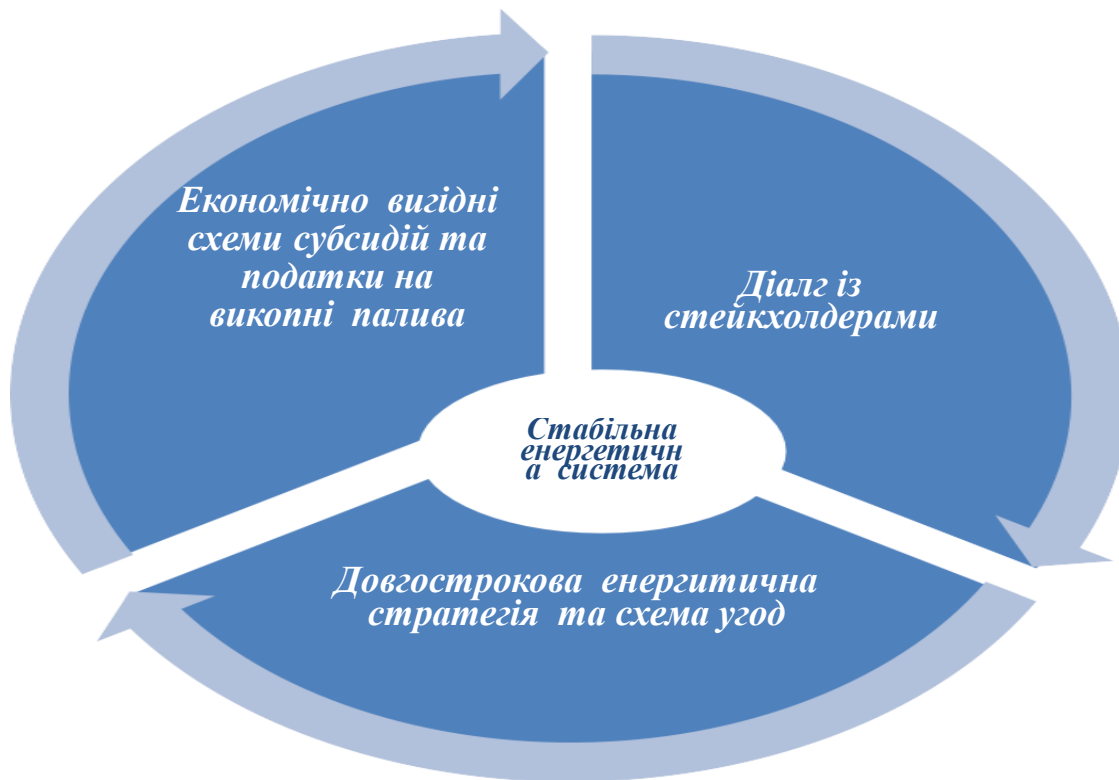 Економічно вигідні
схеми субсидій та
податки на
викопні палива
Діалг із
стейкхолдерами
Стабільна
енергетичн
а система
Довгострокова енергитична
стратегія та схема угод